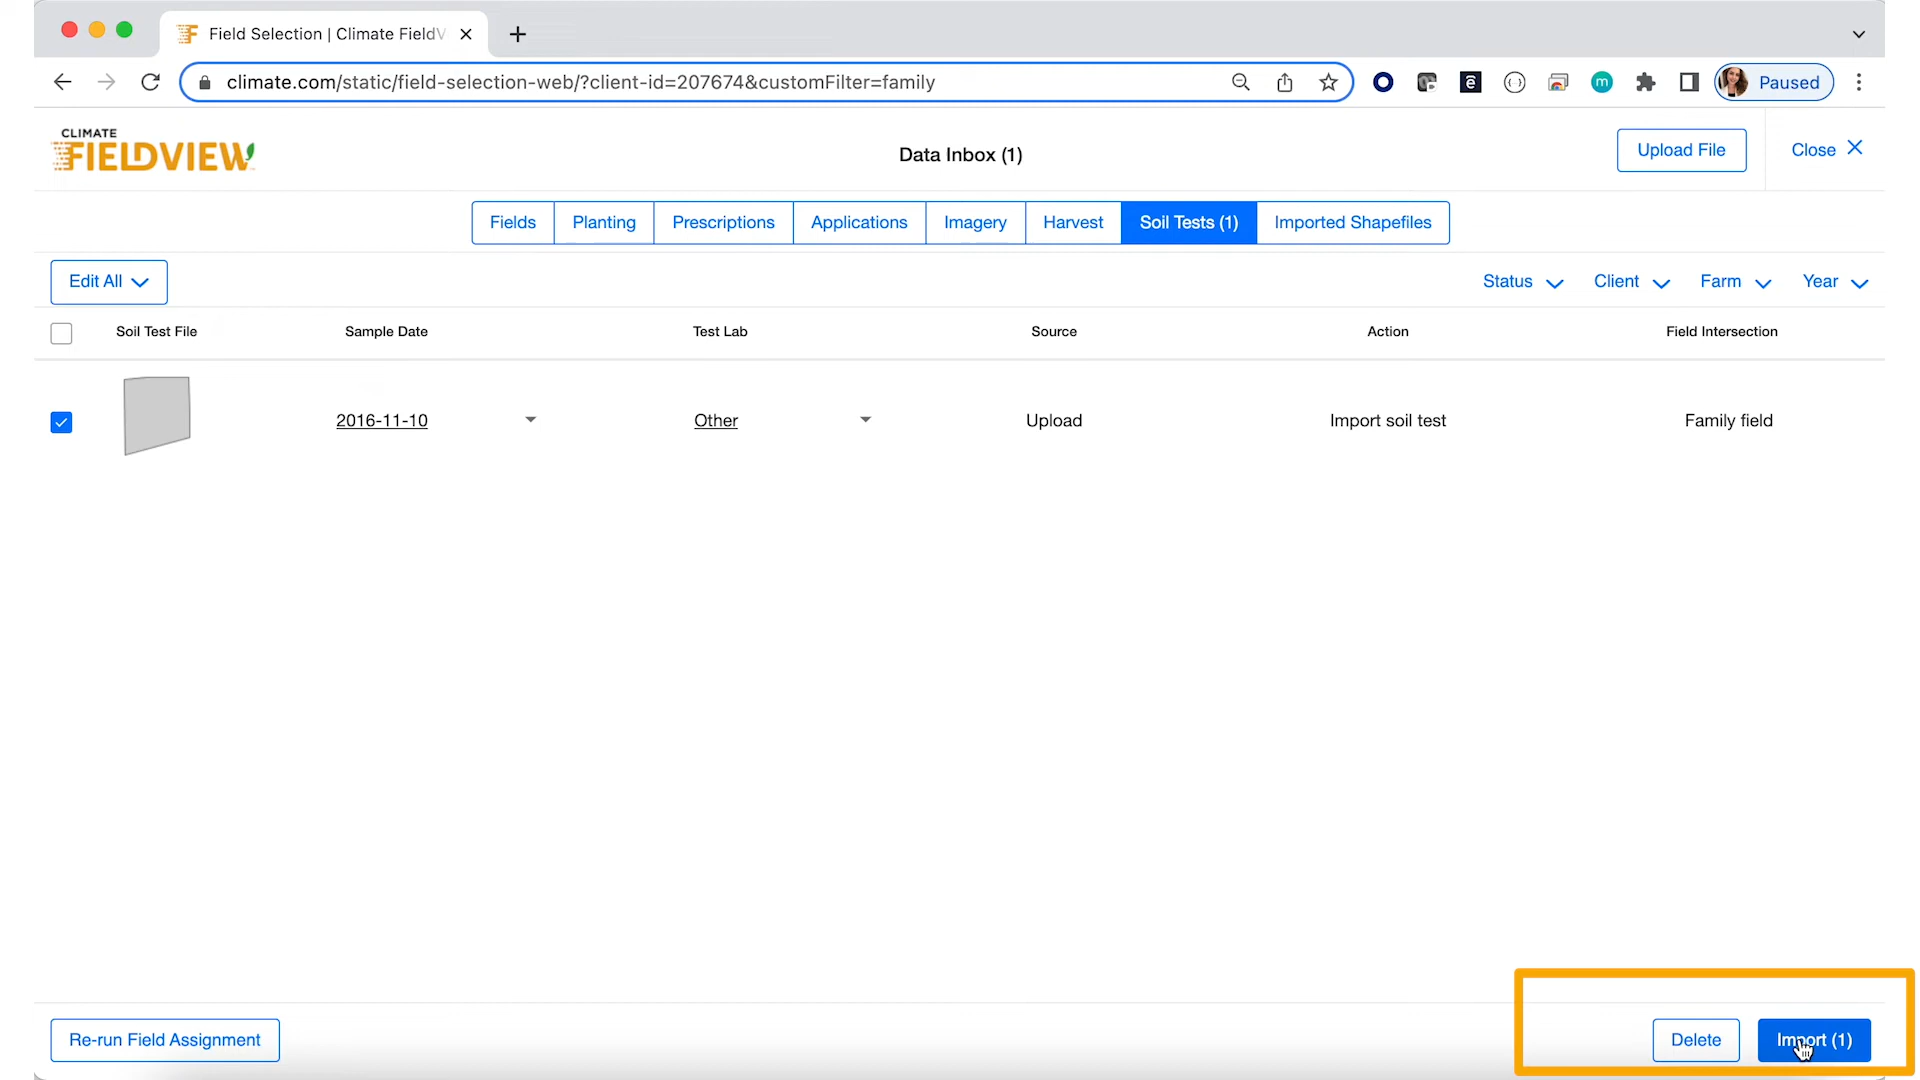 Field Selection | Climate FieldV
climate.com/static/field-selection-web/?client-id=207674&customFilter=family
Paused
CLIMATE
FIELDVIEW
Data Inbox (1)
Upload File
Close
Fields
Planting
Prescriptions
Applications
Imagery
Harvest
Soil Tests (1)
Imported Shapefiles
Edit All
Status
Client
Farm
Year
Soil Test File
Sample Date
Test Lab
Source
Action
Field Intersection
2016-11-10
Other
Upload
Import soil test
Family field
Re-run Field Assignment
Delete
Import (1)